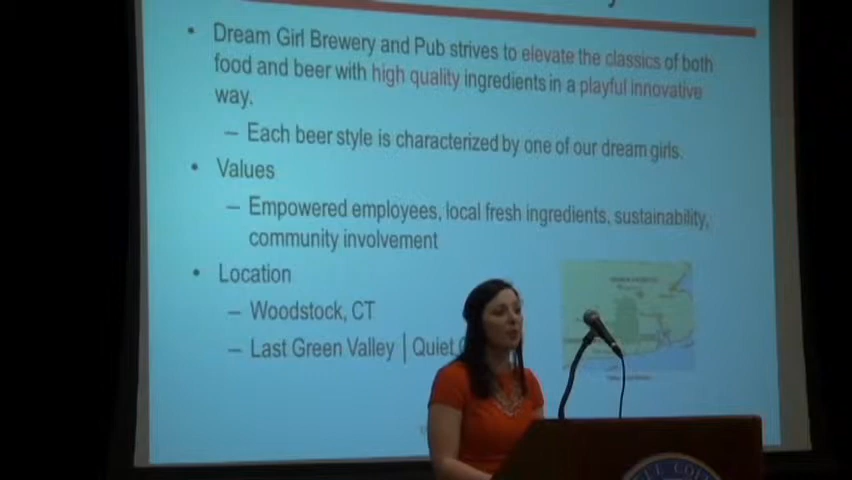 • Dream Girl Brewery and Pub strives to elevate the classics of both
food and beer with high quality ingredients in a playful innovative
way.
– Each beer style is characterized by one of our dream girls.
• Values
– Empowered employees, local fresh ingredients, sustainability,
community involvement
• Location
– Woodstock, CT
– Last Green Valley | Quiet